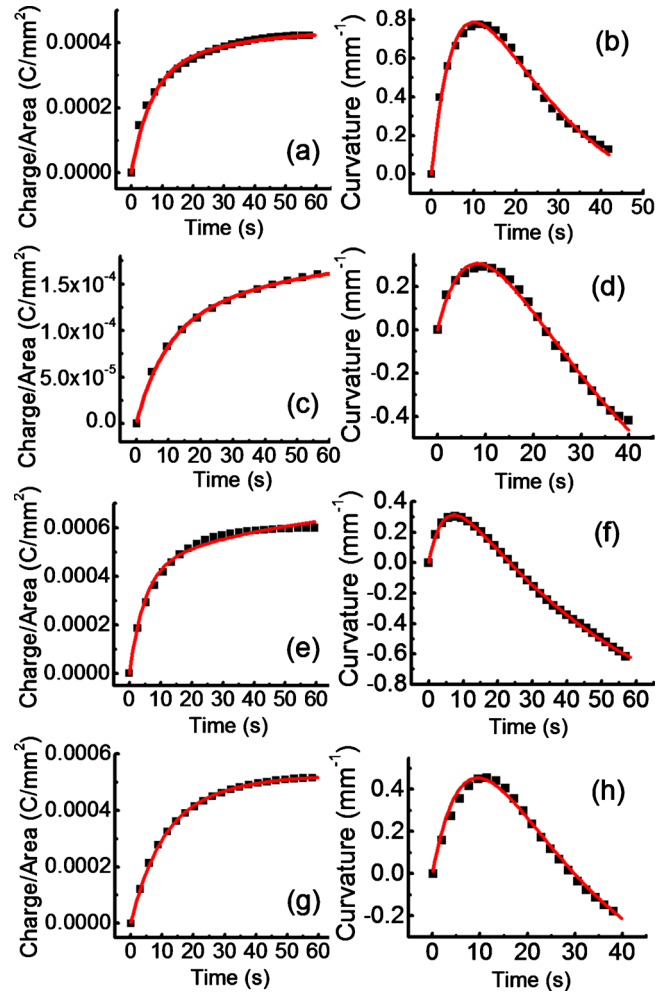 Charge/Area (C/mm²)
0.0004
0.0002
0.0000
(a)
0 10 20 30 40 50 60
Time (s)
Curvature (mm⁻¹)
0.8
0.6
0.4
0.2
0.0
(b)
0 10 20 30 40 50
Time (s)
Charge/Area (C/mm²)
1.5x10⁻⁴
1.0x10⁻⁴
5.0x10⁻⁵
0.0
(c)
0 10 20 30 40 50 60
Time (s)
Curvature (mm⁻¹)
0.2
0.0
-0.2
-0.4
(d)
0 10 20 30 40
Time (s)
Charge/Area (C/mm²)
0.0006
0.0004
0.0002
0.0000
(e)
0 10 20 30 40 50 60
Time (s)
Curvature (mm⁻¹)
0.4
0.2
0.0
-0.2
-0.4
-0.6
-0.8
(f)
0 10 20 30 40 50 60
Time (s)
Charge/Area (C/mm²)
0.0006
0.0004
0.0002
0.0000
(g)
0 10 20 30 40 50 60
Time (s)
Curvature (mm⁻¹)
0.4
0.2
0.0
-0.2
(h)
0 10 20 30 40
Time (s)